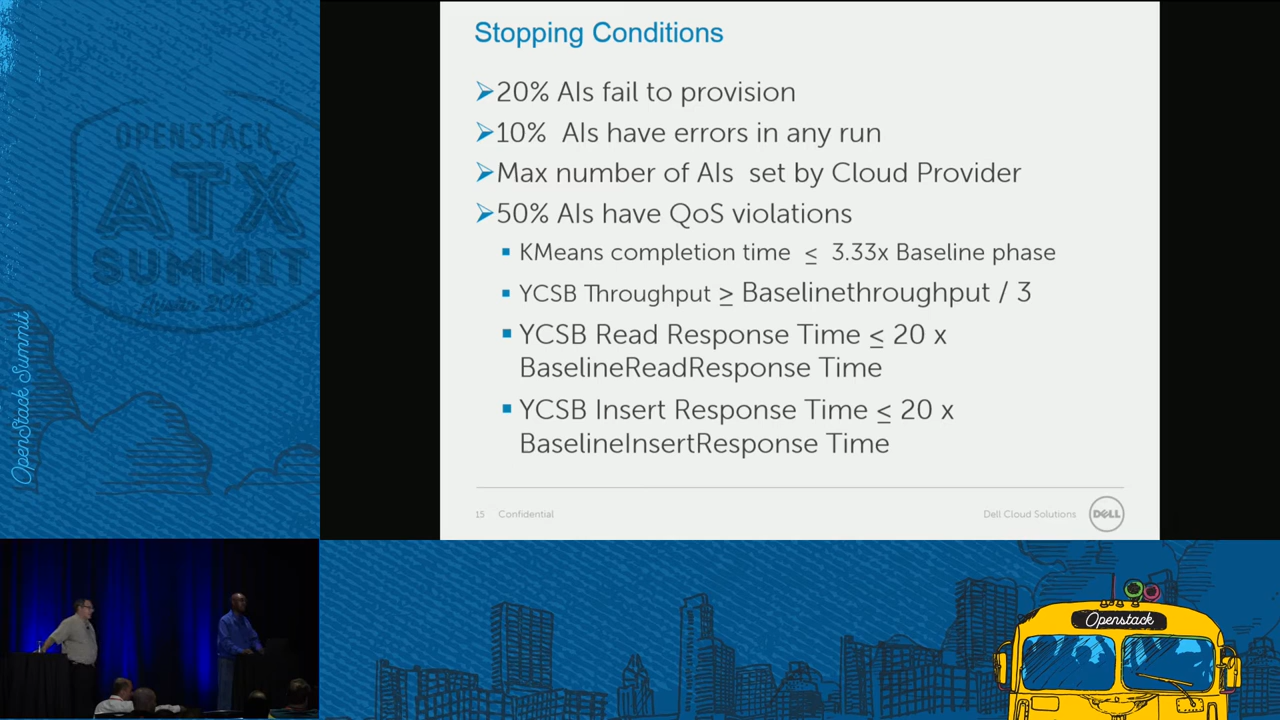 Stopping Conditions
20% AIs fail to provision
10% AIs have errors in any run
Max number of AIs set by Cloud Provider
50% AIs have QoS violations
KMeans completion time ≤ 3.33x Baseline phase
YCSB Throughput ≥ Baselinethroughput / 3
YCSB Read Response Time ≤ 20 x
BaselineReadResponse Time
YCSB Insert Response Time ≤ 20 x
BaselineInsertResponse Time
15 Confidential
Dell Cloud Solutions
DELL
OPENSTACK
ATX
SUMMIT
OpenStack Summit
Openstack